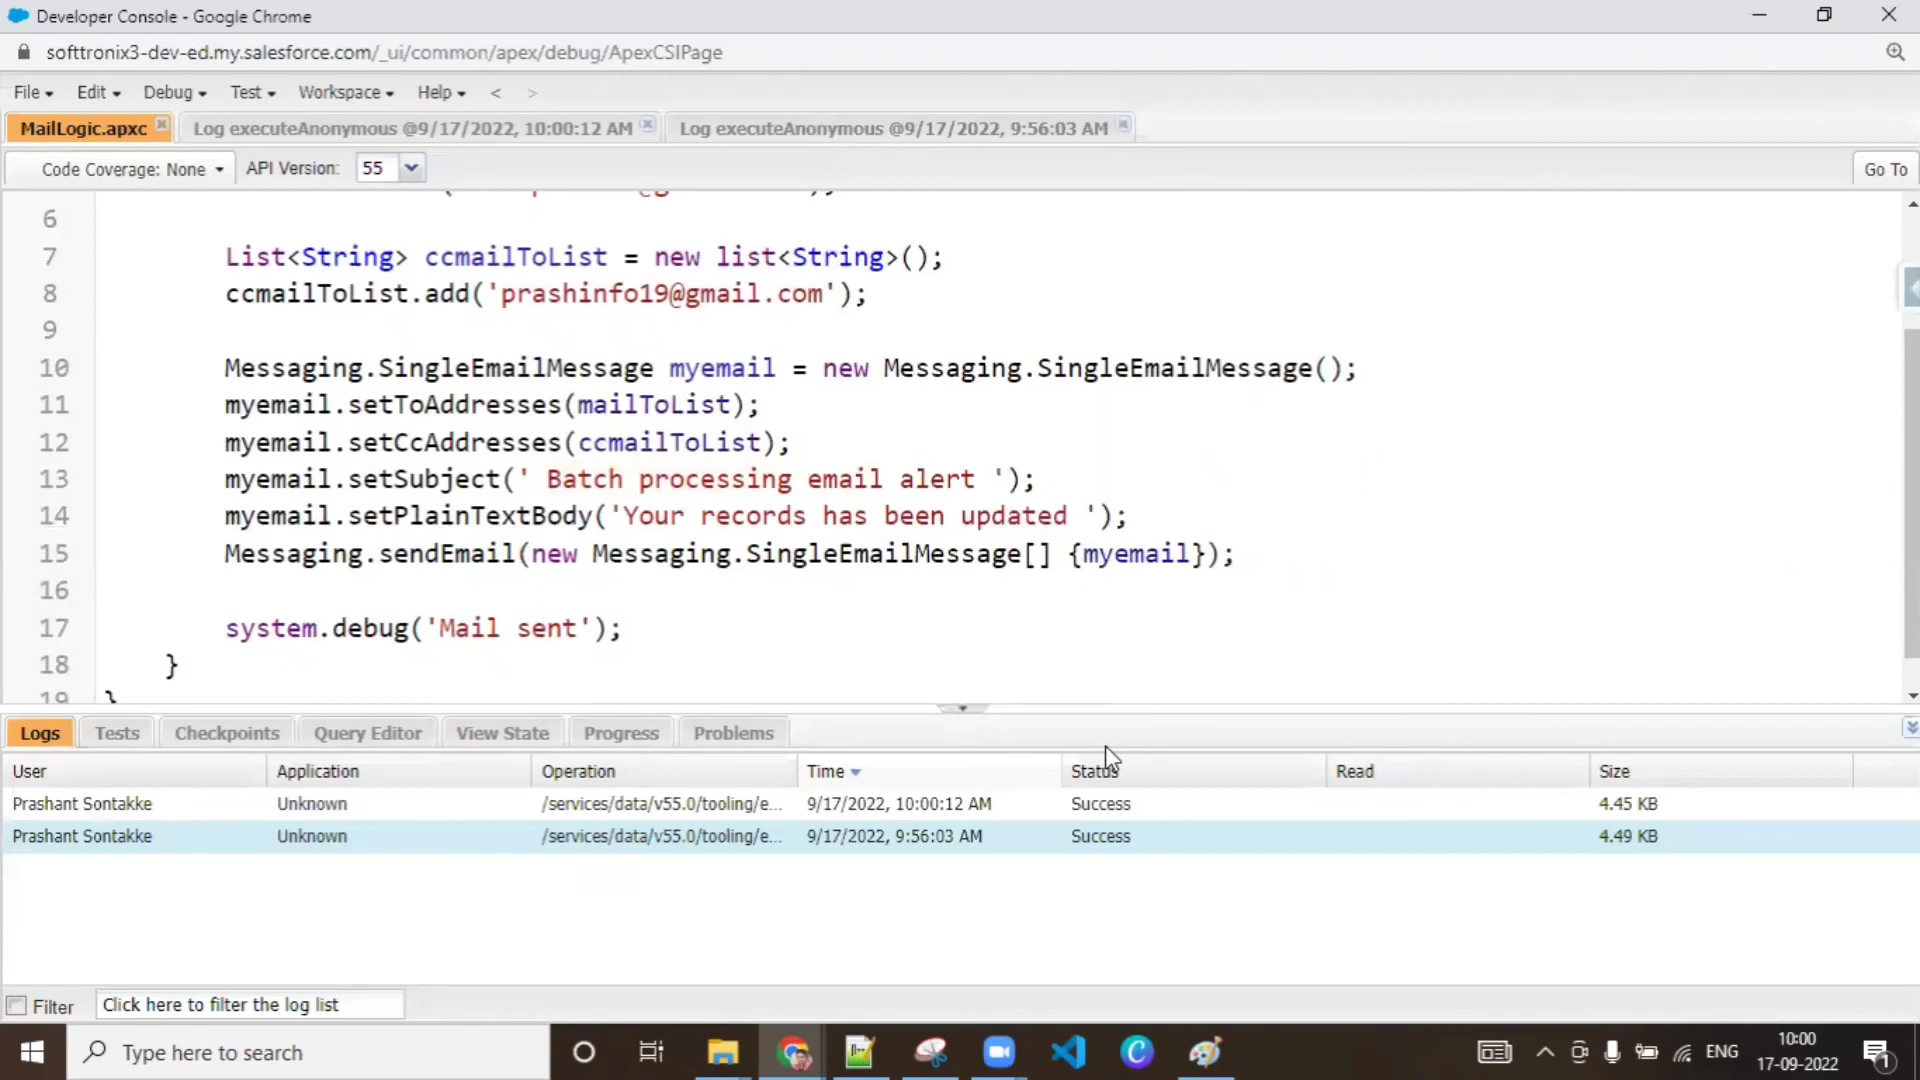 Developer Console - Google Chrome
softtronix3-dev-ed.my.salesforce.com/_ui/common/apex/debug/ApexCSIPage
File Edit Debug Test Workspace Help < >
MailLogic.apxc Log executeAnonymous @9/17/2022, 10:00:12 AM Log executeAnonymous @9/17/2022, 9:56:03 AM
Code Coverage: None API Version: 55 Go To
6
7 List<String> ccmailToList = new list<String>();
8 ccmailToList.add('prashinfo19@gmail.com');
9
10 Messaging.SingleEmailMessage myemail = new Messaging.SingleEmailMessage();
11 myemail.setToAddresses(mailToList);
12 myemail.setCcAddresses(ccmailToList);
13 myemail.setSubject(' Batch processing email alert ');
14 myemail.setPlainTextBody('Your records has been updated ');
15 Messaging.sendEmail(new Messaging.SingleEmailMessage[] {myemail});
16
17 system.debug('Mail sent');
18 }
19 }
Logs Tests Checkpoints Query Editor View State Progress Problems
User Application Operation Time Status Read Size
Prashant Sontakke Unknown /services/data/v55.0/tooling/e... 9/17/2022, 10:00:12 AM Success 4.45 KB
Prashant Sontakke Unknown /services/data/v55.0/tooling/e... 9/17/2022, 9:56:03 AM Success 4.49 KB
Filter Click here to filter the log list
Type here to search ENG 10:00
17-09-2022 1